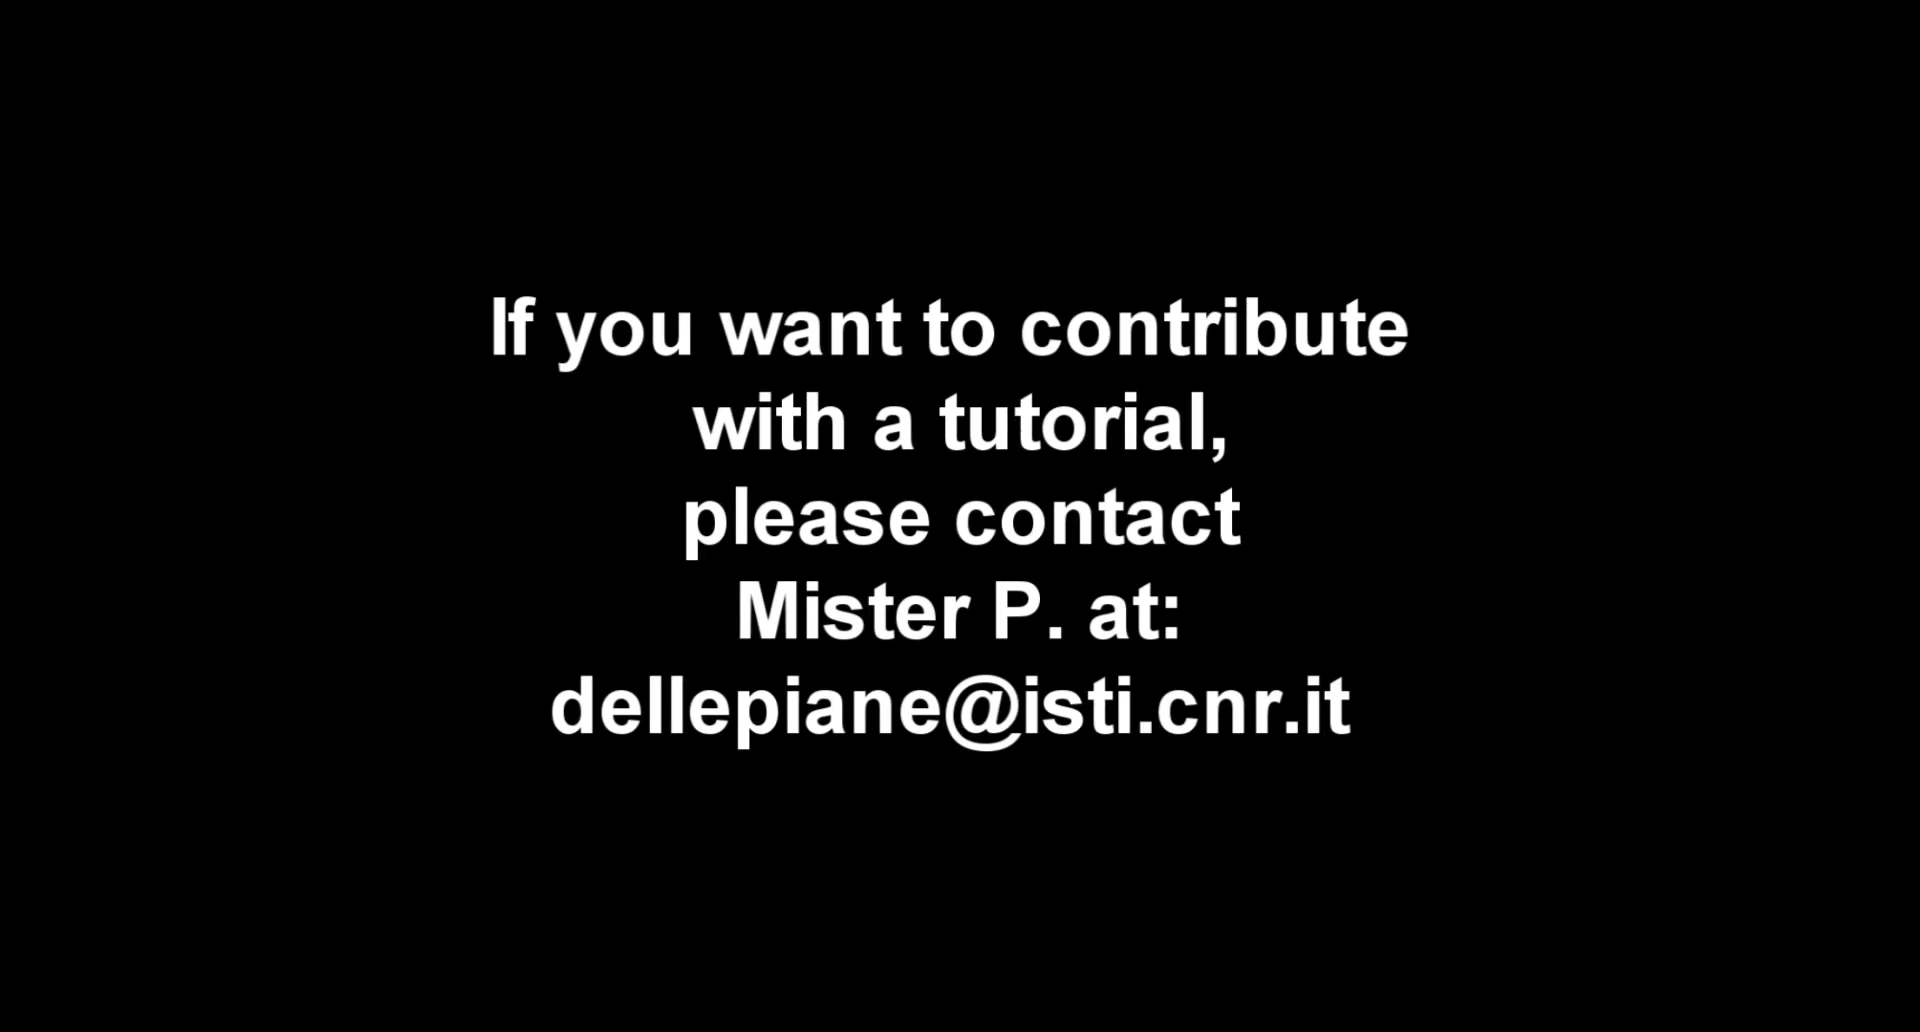 If you want to contribute
with a tutorial,
please contact
Mister P. at:
dellepiane@isti.cnr.it